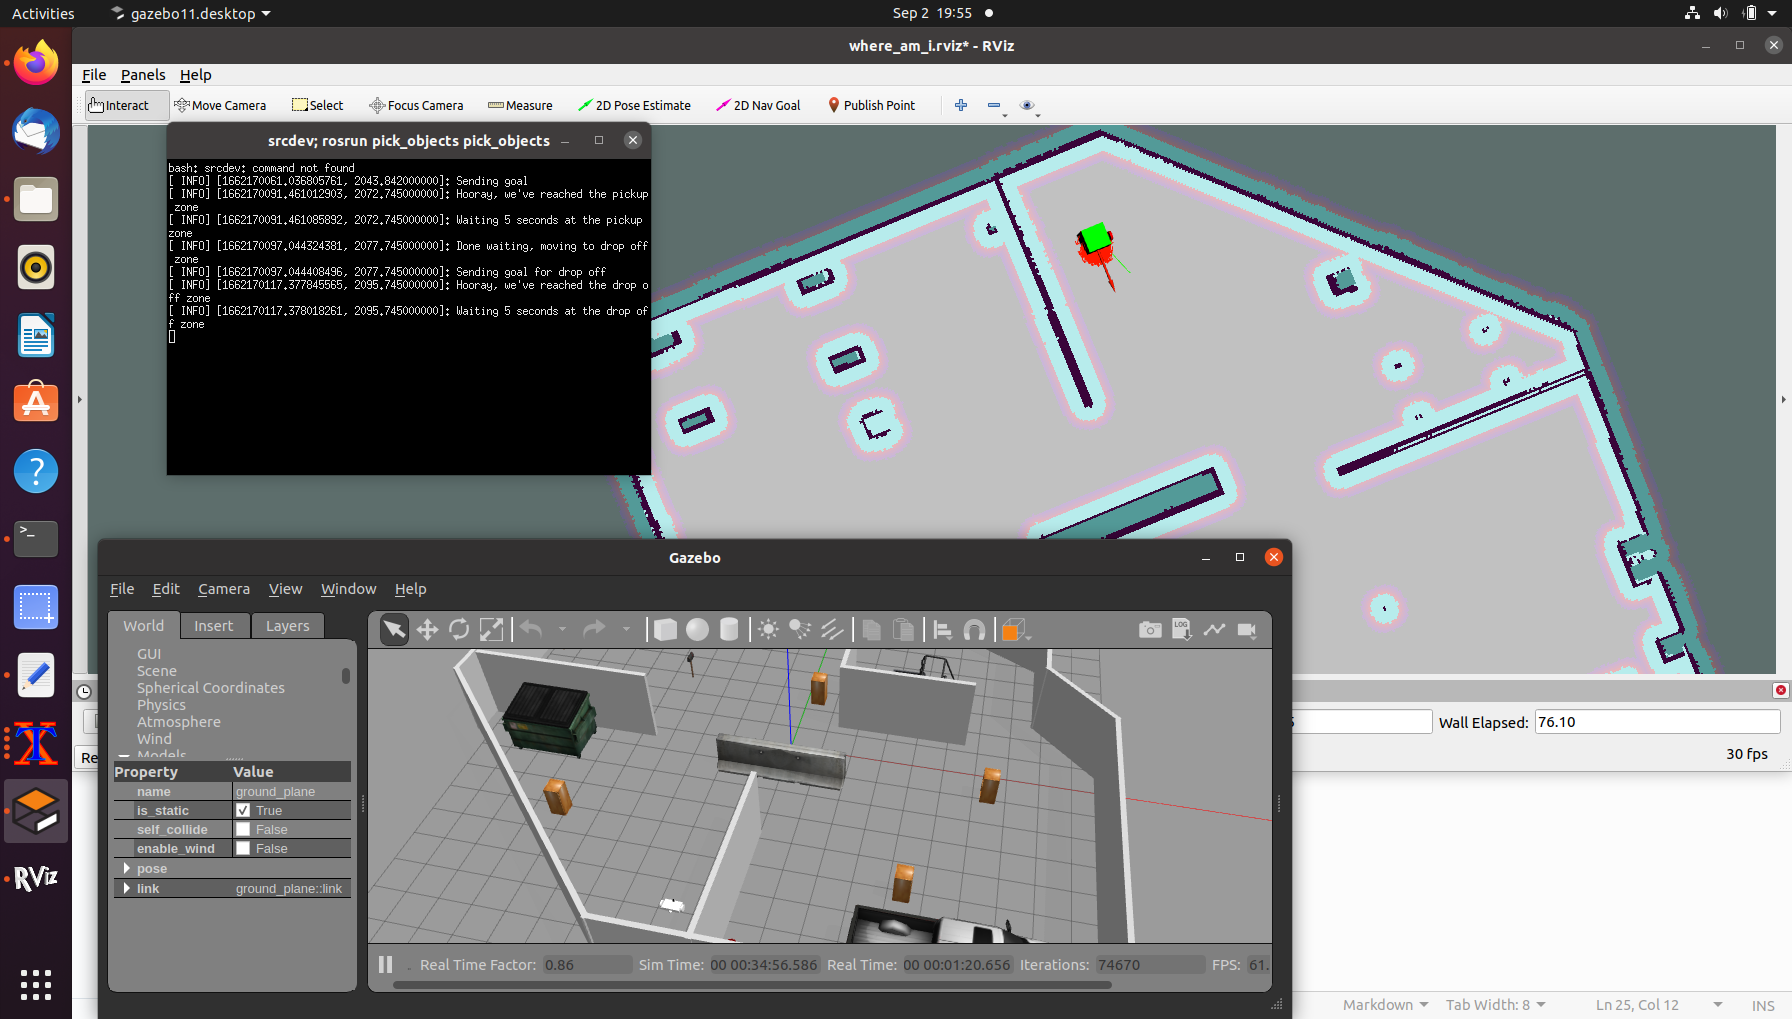 Activities
gazebo11.desktop
Sep 2 19:55
where_am_i.rviz* - RViz
File Panels Help
Interact Move Camera Select Focus Camera Measure 2D Pose Estimate 2D Nav Goal Publish Point
srcdev; rosrun pick_objects pick_objects
bash: srcdev: command not found
[ INFO] [1662170061.036805761, 2043.842000000]: Sending goal
[ INFO] [1662170091.461012903, 2072.745000000]: Hooray, we've reached the pickup
zone
[ INFO] [1662170091.461085892, 2072.745000000]: Waiting 5 seconds at the pickup
zone
[ INFO] [1662170097.044324381, 2077.745000000]: Done waiting, moving to drop off
zone
[ INFO] [1662170097.044408496, 2077.745000000]: Sending goal for drop off
[ INFO] [1662170117.377845565, 2095.745000000]: Hooray, we've reached the drop o
ff zone
[ INFO] [1662170117.378018261, 2095.745000000]: Waiting 5 seconds at the drop of
f zone
Gazebo
File Edit Camera View Window Help
World Insert Layers
LOG
GUI
Scene
Spherical Coordinates
Physics
Atmosphere
Wind
Models
Property Value
name ground_plane
is_static True
self_collide False
enable_wind False
pose
link ground_plane::link
Real Time Factor: 0.86 Sim Time: 00 00:34:56.586 Real Time: 00 00:01:20.656 Iterations: 74670 FPS: 61.
Re
Wall Elapsed: 76.10
30 fps
RViz
Markdown Tab Width: 8 Ln 25, Col 12 INS